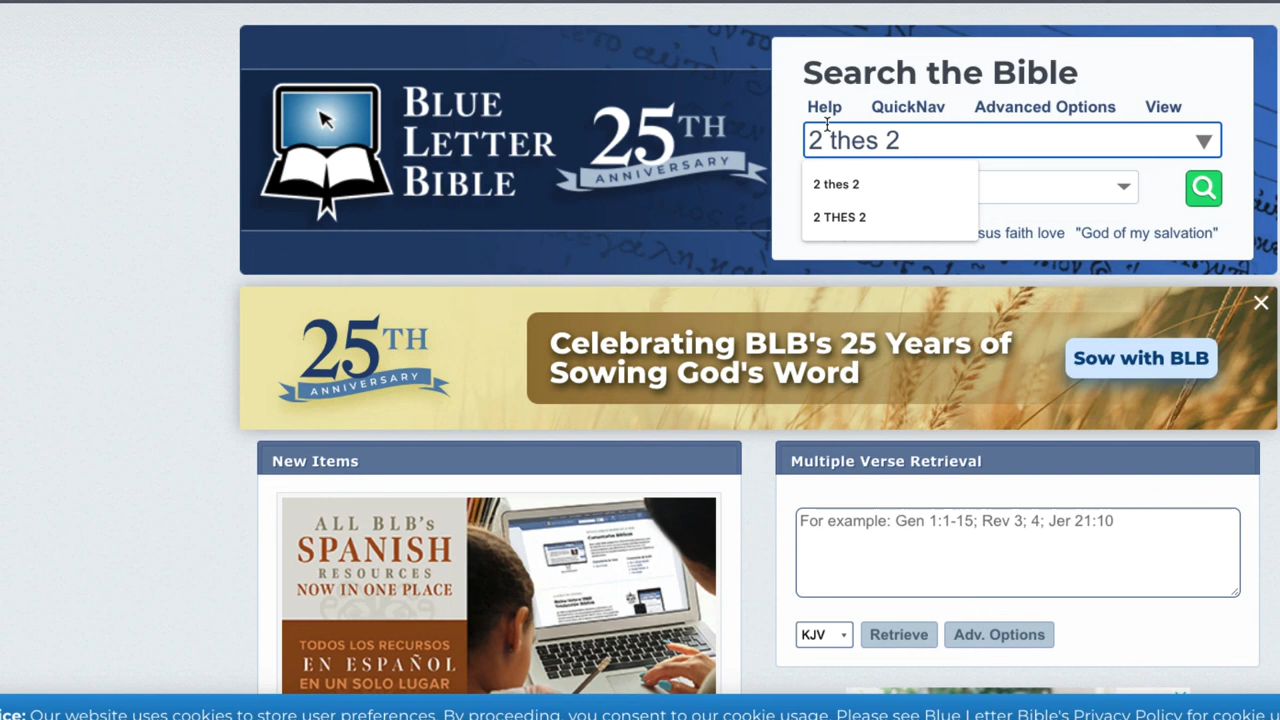 BLUE
LETTER
BIBLE
25TH
ANNIVERSARY
Search the Bible
Help QuickNav Advanced Options View
2 thes 2
2 thes 2
2 THES 2
faith love "God of my salvation"
25TH
ANNIVERSARY
Celebrating BLB's 25 Years of
Sowing God's Word
Sow with BLB
New Items
ALL BLB's
SPANISH
RESOURCES
NOW IN ONE PLACE
TODOS LOS RECURSOS
EN ESPAÑOL
EN UN SOLO LUGAR
Multiple Verse Retrieval
For example: Gen 1:1-15; Rev 3; 4; Jer 21:10
KJV Retrieve Adv. Options
Our website uses cookies to store user preferences. By proceeding, you consent to our cookie usage. Please see Blue Letter Bible's Privacy Policy for cookie